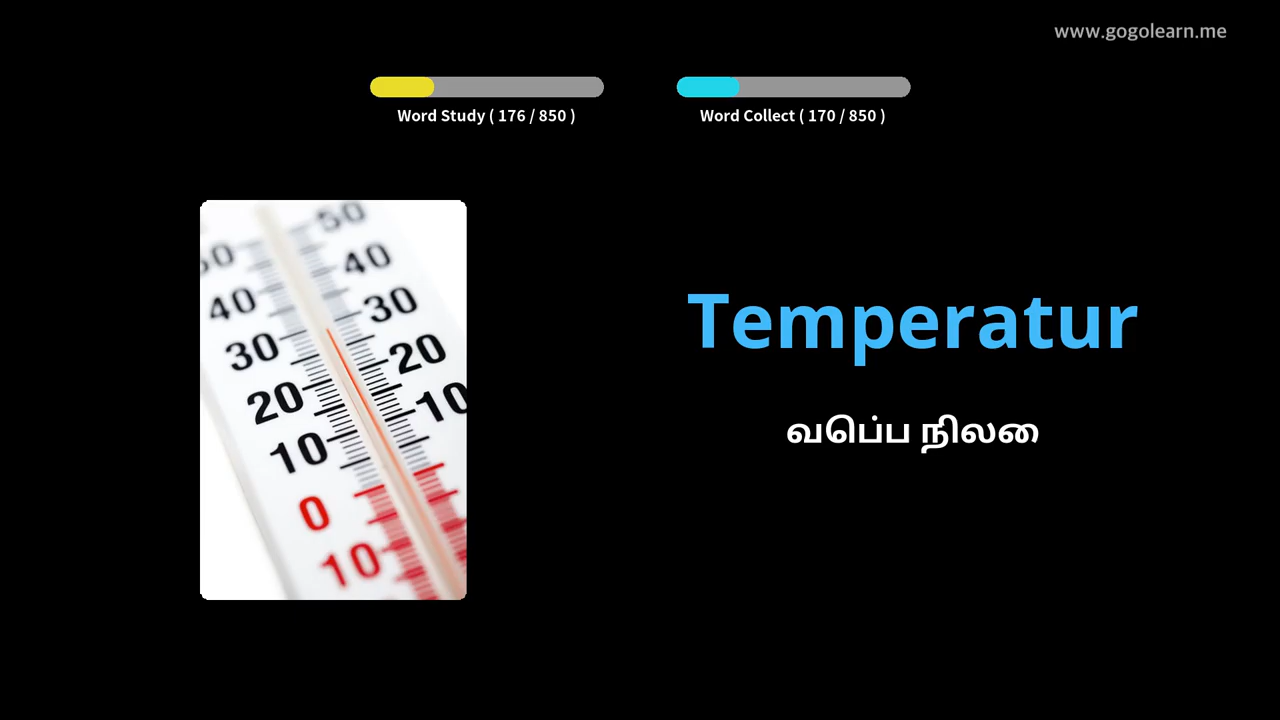 www.gogolearn.me
Word Study ( 176 / 850 )
Word Collect ( 170 / 850 )
50
50
40
40
30
30
20
20
10
10
0
10
Temperatur
வெப்ப நிலை